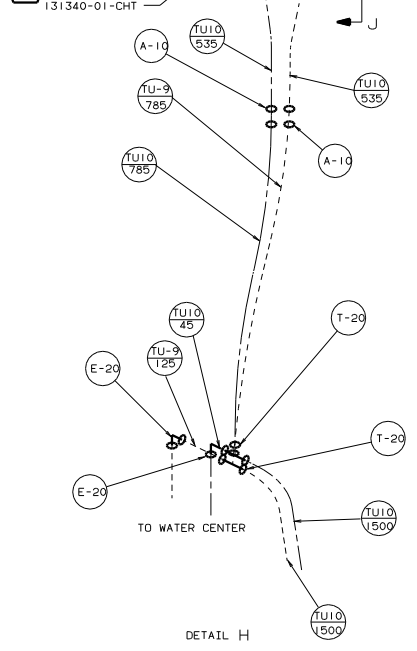 131340-01-CHT
J
TU10
535
A-10
TU10
535
TU-9
785
A-10
TU10
785
TU10
45
T-20
TU-9
125
E-20
T-20
E-20
TU10
1500
TO WATER CENTER
TU10
1500
DETAIL H